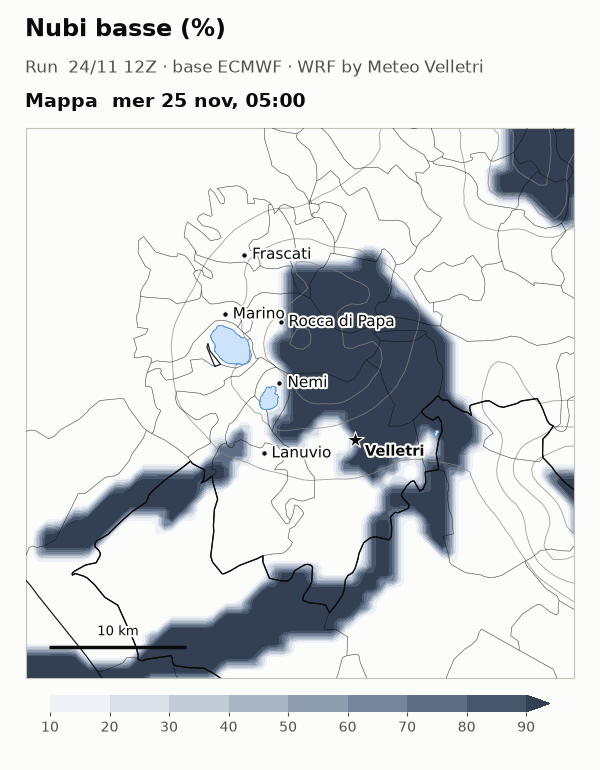 Nubi basse (%)
Run  24/11 12Z · base ECMWF · WRF by Meteo Velletri
Mappa  mer 25 nov, 05:00
Frascati
Marino
Rocca di Papa
Nemi
Velletri
Lanuvio
10 km
10 20 30 40 50 60 70 80 90